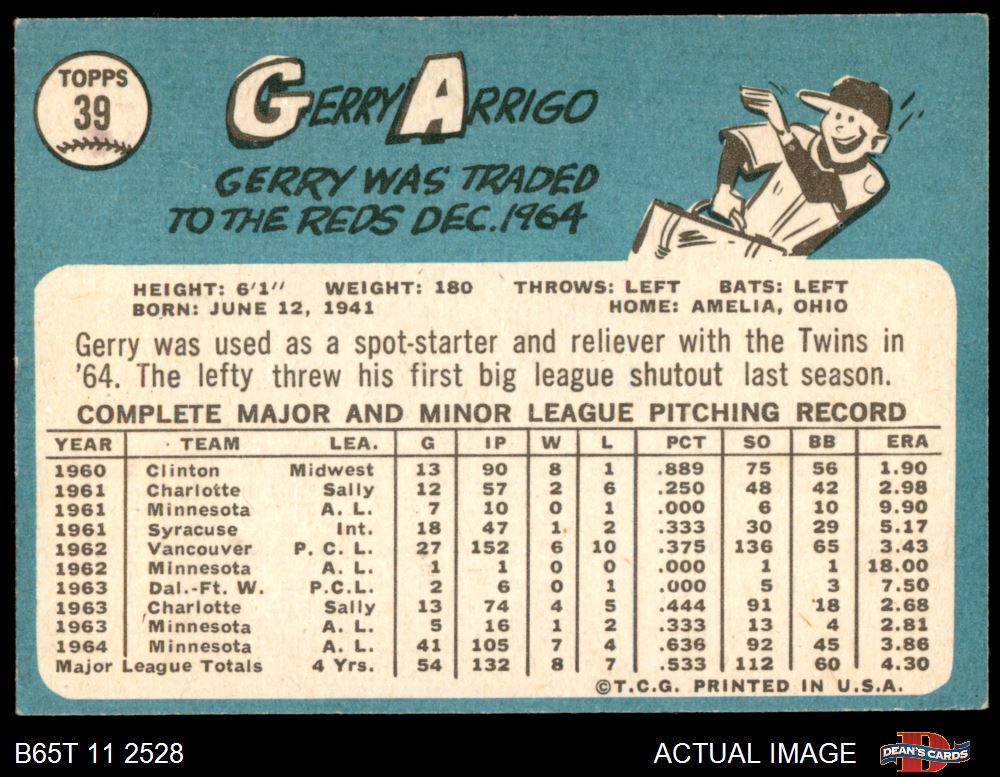 TOPPS
39
GERRY ARRIGO
GERRY WAS TRADED
TO THE REDS DEC. 1964
HEIGHT: 6'1" WEIGHT: 180 THROWS: LEFT BATS: LEFT
BORN: JUNE 12, 1941 HOME: AMELIA, OHIO
Gerry was used as a spot-starter and reliever with the Twins in
'64. The lefty threw his first big league shutout last season.
COMPLETE MAJOR AND MINOR LEAGUE PITCHING RECORD
YEAR TEAM LEA. G IP W L PCT SO BB ERA
1960 Clinton Midwest 13 90 8 1 .889 75 56 1.90
1961 Charlotte Sally 12 57 2 6 .250 48 42 2.98
1961 Minnesota A. L. 7 10 0 1 .000 6 10 9.90
1961 Syracuse Int. 18 47 1 2 .333 30 29 5.17
1962 Vancouver P. C. L. 27 152 6 10 .375 136 65 3.43
1962 Minnesota A. L. 1 1 0 0 .000 1 1 18.00
1963 Dal.-Ft. W. P.C.L. 2 6 0 1 .000 5 3 7.50
1963 Charlotte Sally 13 74 4 5 .444 91 18 2.68
1963 Minnesota A. L. 5 16 1 2 .333 13 4 2.81
1964 Minnesota A. L. 41 105 7 4 .636 92 45 3.86
Major League Totals 4 Yrs. 54 132 8 7 .533 112 60 4.30
©T.C.G. PRINTED IN U.S.A.
B65T 11 2528 ACTUAL IMAGE D DEAN'S CARDS